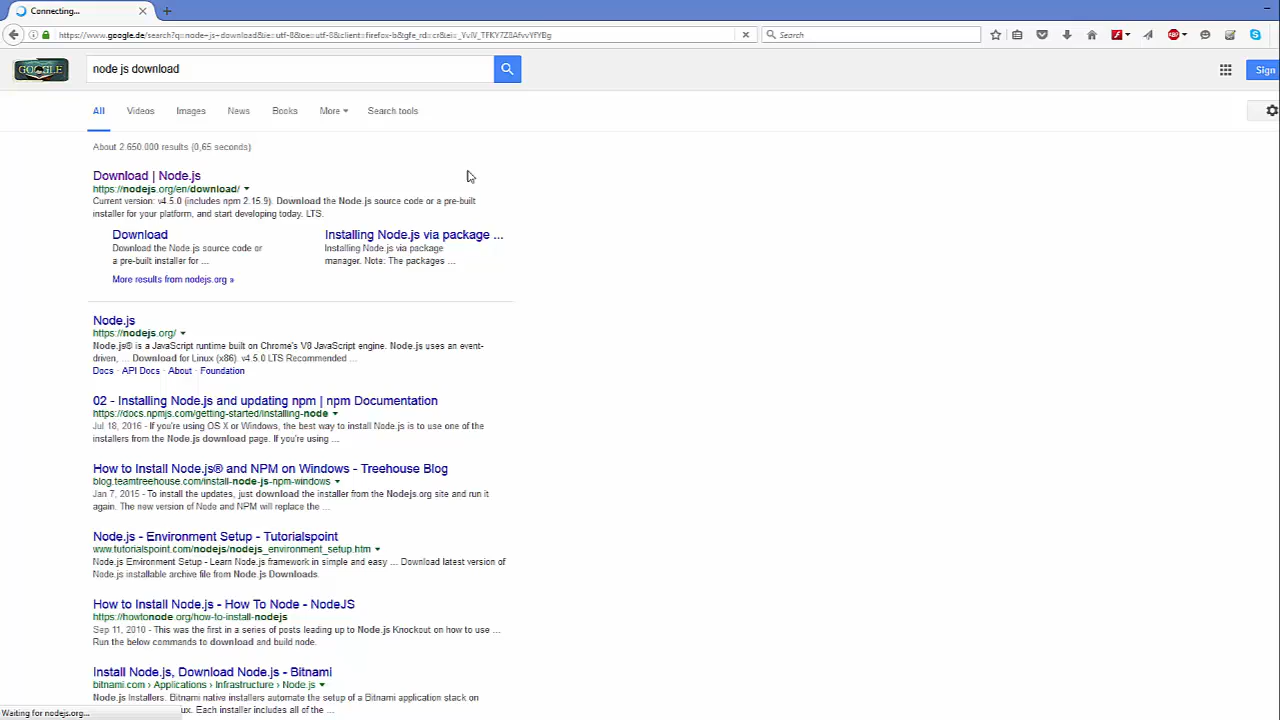 Connecting...
https://www.google.de/search?q=node+js+download&ie=utf-8&oe=utf-8&client=firefox-b&gfe_rd=cr&ei=_VvIV_TFKY7Z8AfvvYfYBg
Search
GOOGLE
node js download
Sign
All Videos Images News Books More Search tools
About 2.650.000 results (0,65 seconds)
Download | Node.js
https://nodejs.org/en/download/
Current version: v4.5.0 (includes npm 2.15.9). Download the Node.js source code or a pre-built
installer for your platform, and start developing today. LTS.
Download
Download the Node.js source code or
a pre-built installer for ...
Installing Node.js via package ...
Installing Node.js via package
manager. Note: The packages ...
More results from nodejs.org »
Node.js
https://nodejs.org/
Node.js® is a JavaScript runtime built on Chrome's V8 JavaScript engine. Node.js uses an event-
driven, ... Download for Linux (x86). v4.5.0 LTS Recommended ...
Docs · API Docs · About · Foundation
02 - Installing Node.js and updating npm | npm Documentation
https://docs.npmjs.com/getting-started/installing-node
Jul 18, 2016 - If you're using OS X or Windows, the best way to install Node.js is to use one of the
installers from the Node.js download page. If you're using ...
How to Install Node.js® and NPM on Windows - Treehouse Blog
blog.teamtreehouse.com/install-node-js-npm-windows
Jan 7, 2015 - To install the updates, just download the installer from the Nodejs.org site and run it
again. The new version of Node and NPM will replace the ...
Node.js - Environment Setup - Tutorialspoint
www.tutorialspoint.com/nodejs/nodejs_environment_setup.htm
Node.js Environment Setup - Learn Node.js framework in simple and easy ... Download latest version of
Node.js installable archive file from Node.js Downloads.
How to Install Node.js - How To Node - NodeJS
https://howtonode.org/how-to-install-nodejs
Sep 11, 2010 - This was the first in a series of posts leading up to Node.js Knockout on how to use ...
Run the below commands to download and build node.
Install Node.js, Download Node.js - Bitnami
bitnami.com › Applications › Infrastructure › Node.js
Node.js Installers. Bitnami native installers automate the setup of a Bitnami application stack on
ux. Each installer includes all of the ...
Waiting for nodejs.org...